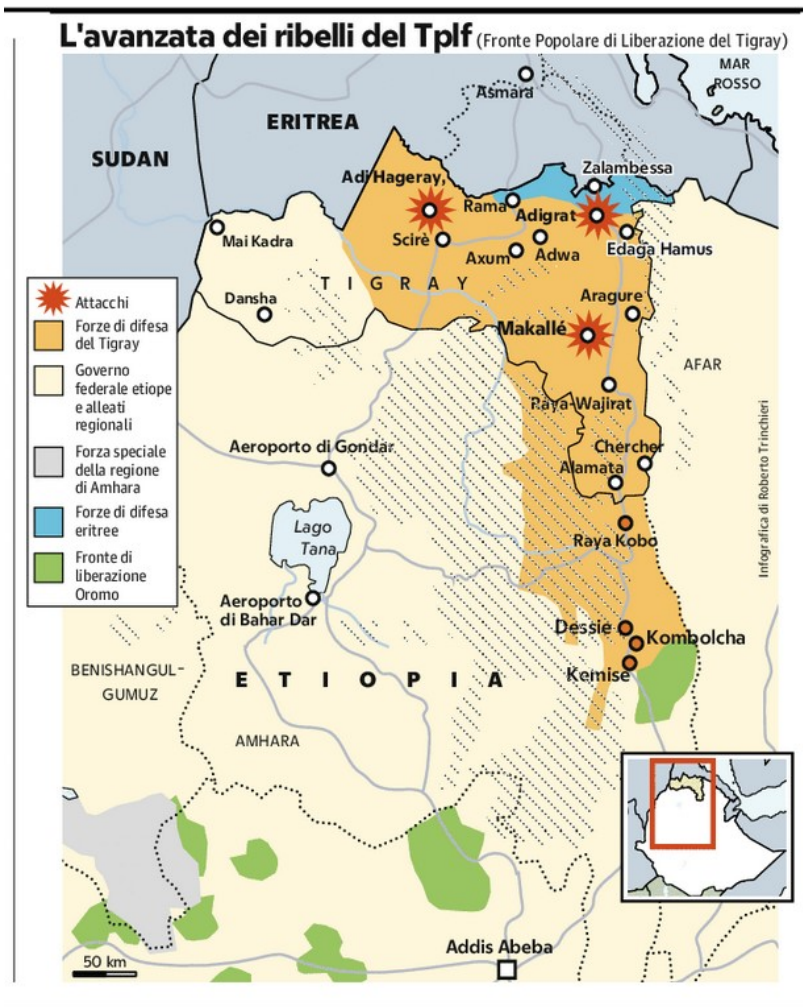 L'avanzata dei ribelli del Tplf (Fronte Popolare di Liberazione del Tigray)
MAR
ROSSO
Asmara
ERITREA
SUDAN
Zalambessa
Adi Hageray,
Rama
Adigrat
Mai Kadra
Scirè
Axum
Adwa
Edaga Hamus
TIGRAY
Dansha
Aragure
Makallé
AFAR
Raya-Wajirat
Aeroporto di Gondar
Chercher
Alamata
Lago
Tana
Raya Kobo
Aeroporto
di Bahar Dar
Dessie
Kombolcha
Kemise
BENISHANGUL-
GUMUZ
ETIOPIA
AMHARA
Addis Abeba
50 km
Attacchi
Forze di difesa
del Tigray
Governo
federale etiope
e alleati
regionali
Forza speciale
della regione
di Amhara
Forze di difesa
eritree
Fronte di
liberazione
Oromo
Infografica di Roberto Trinchieri